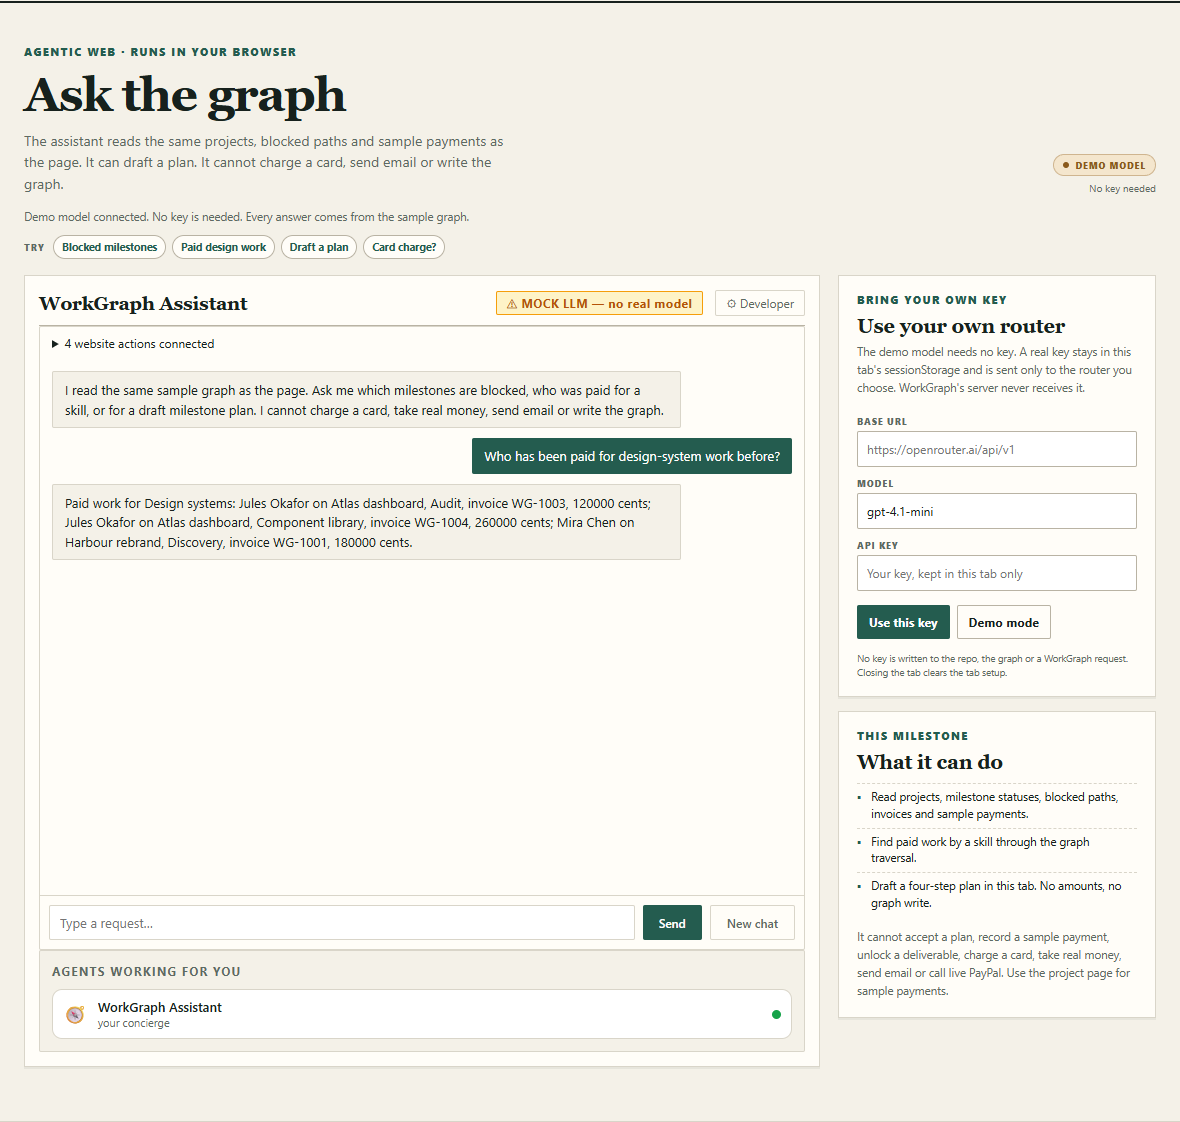 AGENTIC WEB · RUNS IN YOUR BROWSER
Ask the graph
The assistant reads the same projects, blocked paths and sample payments as
the page. It can draft a plan. It cannot charge a card, send email or write the
graph.
DEMO MODEL
No key needed
Demo model connected. No key is needed. Every answer comes from the sample graph.
TRY Blocked milestones Paid design work Draft a plan Card charge?
WorkGraph Assistant
⚠ MOCK LLM — no real model
⚙ Developer
▶ 4 website actions connected
I read the same sample graph as the page. Ask me which milestones are blocked, who was paid for a
skill, or for a draft milestone plan. I cannot charge a card, take real money, send email or write the graph.
Who has been paid for design-system work before?
Paid work for Design systems: Jules Okafor on Atlas dashboard, Audit, invoice WG-1003, 120000 cents;
Jules Okafor on Atlas dashboard, Component library, invoice WG-1004, 260000 cents; Mira Chen on
Harbour rebrand, Discovery, invoice WG-1001, 180000 cents.
Type a request...
Send
New chat
AGENTS WORKING FOR YOU
WorkGraph Assistant
your concierge
BRING YOUR OWN KEY
Use your own router
The demo model needs no key. A real key stays in this
tab's sessionStorage and is sent only to the router you
choose. WorkGraph's server never receives it.
BASE URL
https://openrouter.ai/api/v1
MODEL
gpt-4.1-mini
API KEY
Your key, kept in this tab only
Use this key
Demo mode
No key is written to the repo, the graph or a WorkGraph request.
Closing the tab clears the tab setup.
THIS MILESTONE
What it can do
▪ Read projects, milestone statuses, blocked paths,
invoices and sample payments.
▪ Find paid work by a skill through the graph
traversal.
▪ Draft a four-step plan in this tab. No amounts, no
graph write.
It cannot accept a plan, record a sample payment,
unlock a deliverable, charge a card, take real money,
send email or call live PayPal. Use the project page for
sample payments.